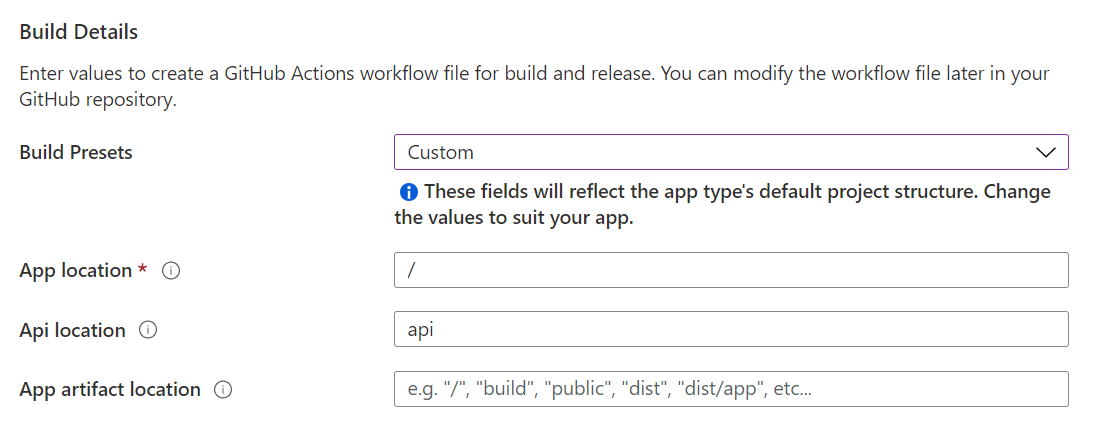 Build Details
Enter values to create a GitHub Actions workflow file for build and release. You can modify the workflow file later in your
GitHub repository.
Build Presets
Custom
These fields will reflect the app type's default project structure. Change
the values to suit your app.
App location *
/
Api location
api
App artifact location
e.g. "/", "build", "public", "dist", "dist/app", etc...